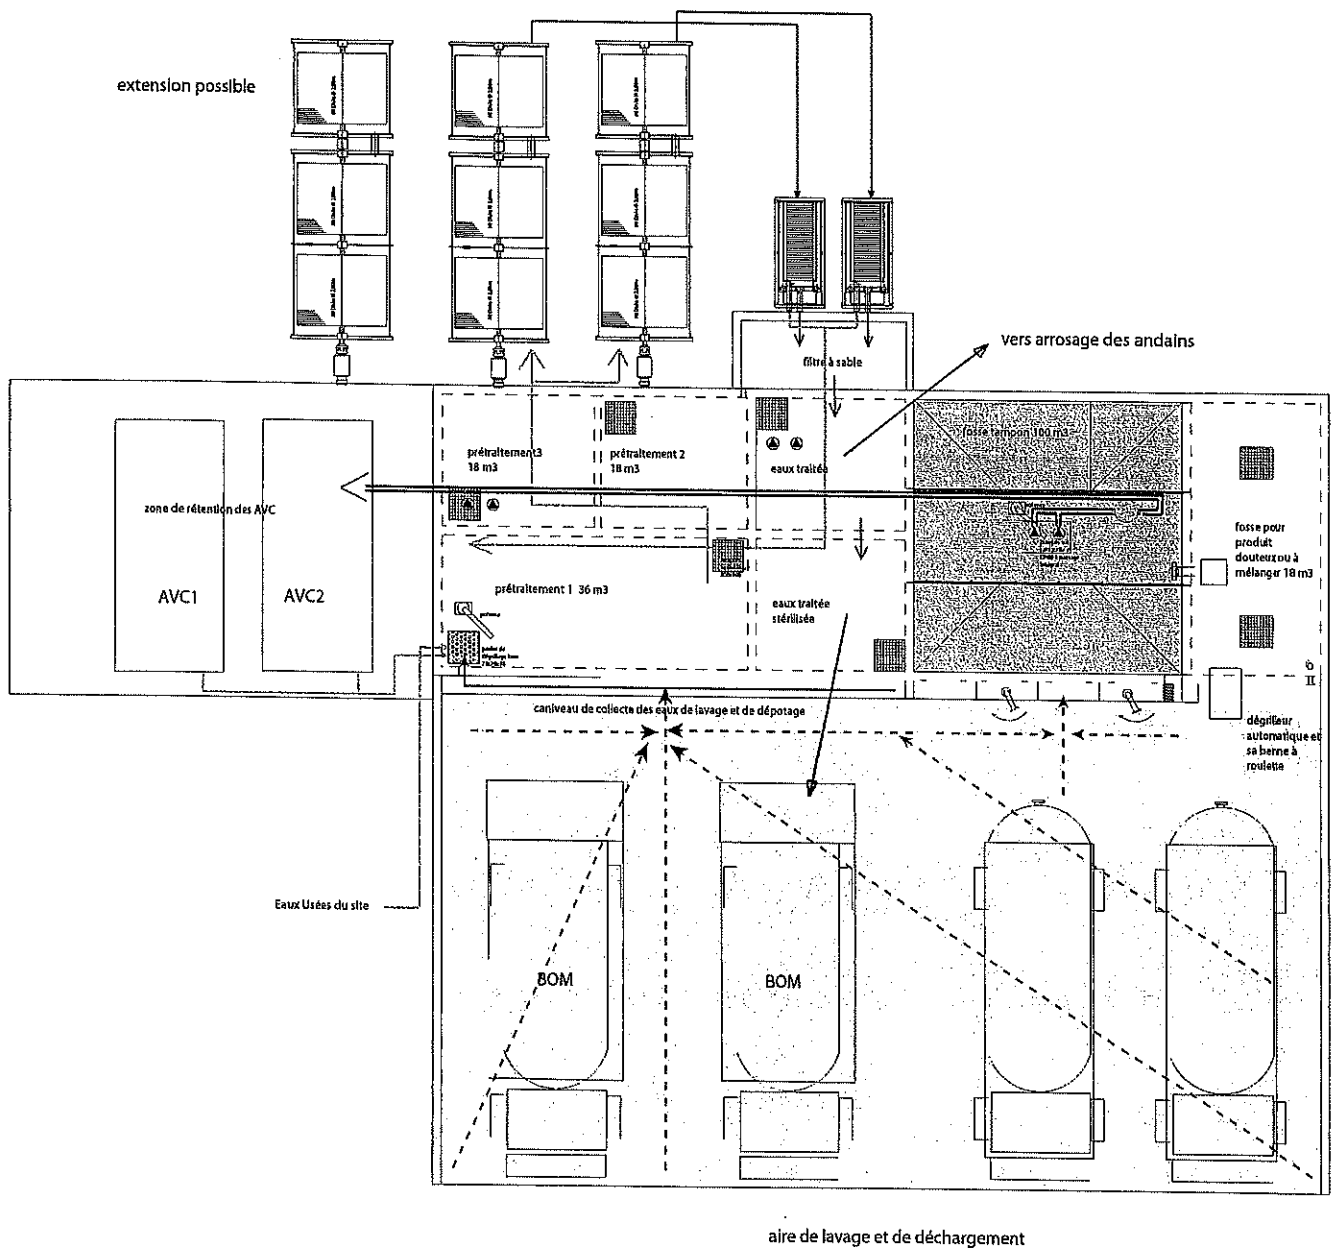 extension possible
vers arrosage des andains
filtre à sable
fosse tampon 100 m3
prétraitement 3
18 m3
prétraitement 2
18 m3
eaux traitée
zone de rétention des AVC
fosse pour
produit
douteux ou à
mélanger 18 m3
AVC1
AVC2
prétraitement 1 36 m3
eaux traitée
stérilisée
caniveau de collecte des eaux de lavage et de dépotage
dégrilleur
automatique et
sa benne à
roulette
Eaux Usées du site
BOM
BOM
aire de lavage et de déchargement